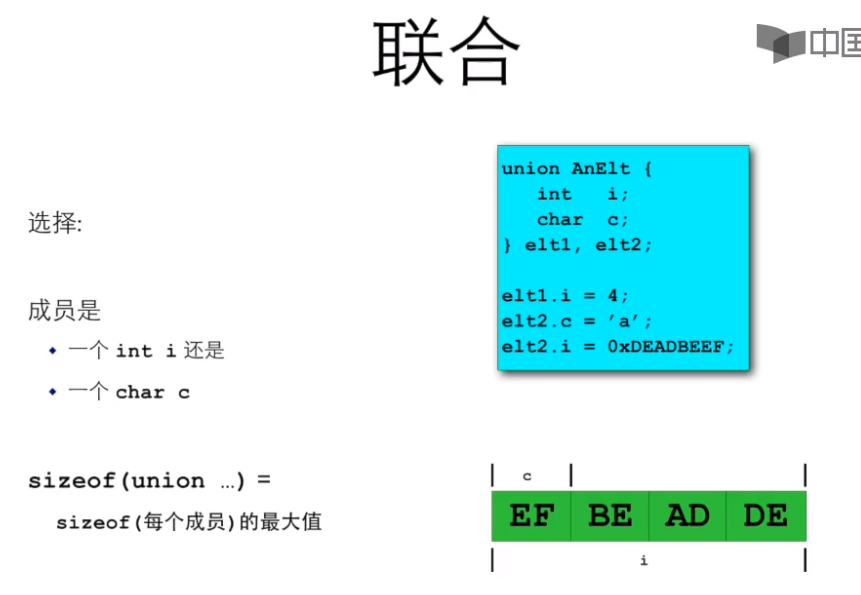 联合
中国
选择:
成员是
一个 int i 还是
一个 char c
sizeof(union …) =
sizeof(每个成员)的最大值
union AnElt {
int i;
char c;
} elt1, elt2;
elt1.i = 4;
elt2.c = ’a’;
elt2.i = 0xDEADBEEF;
c
EF BE AD DE
i